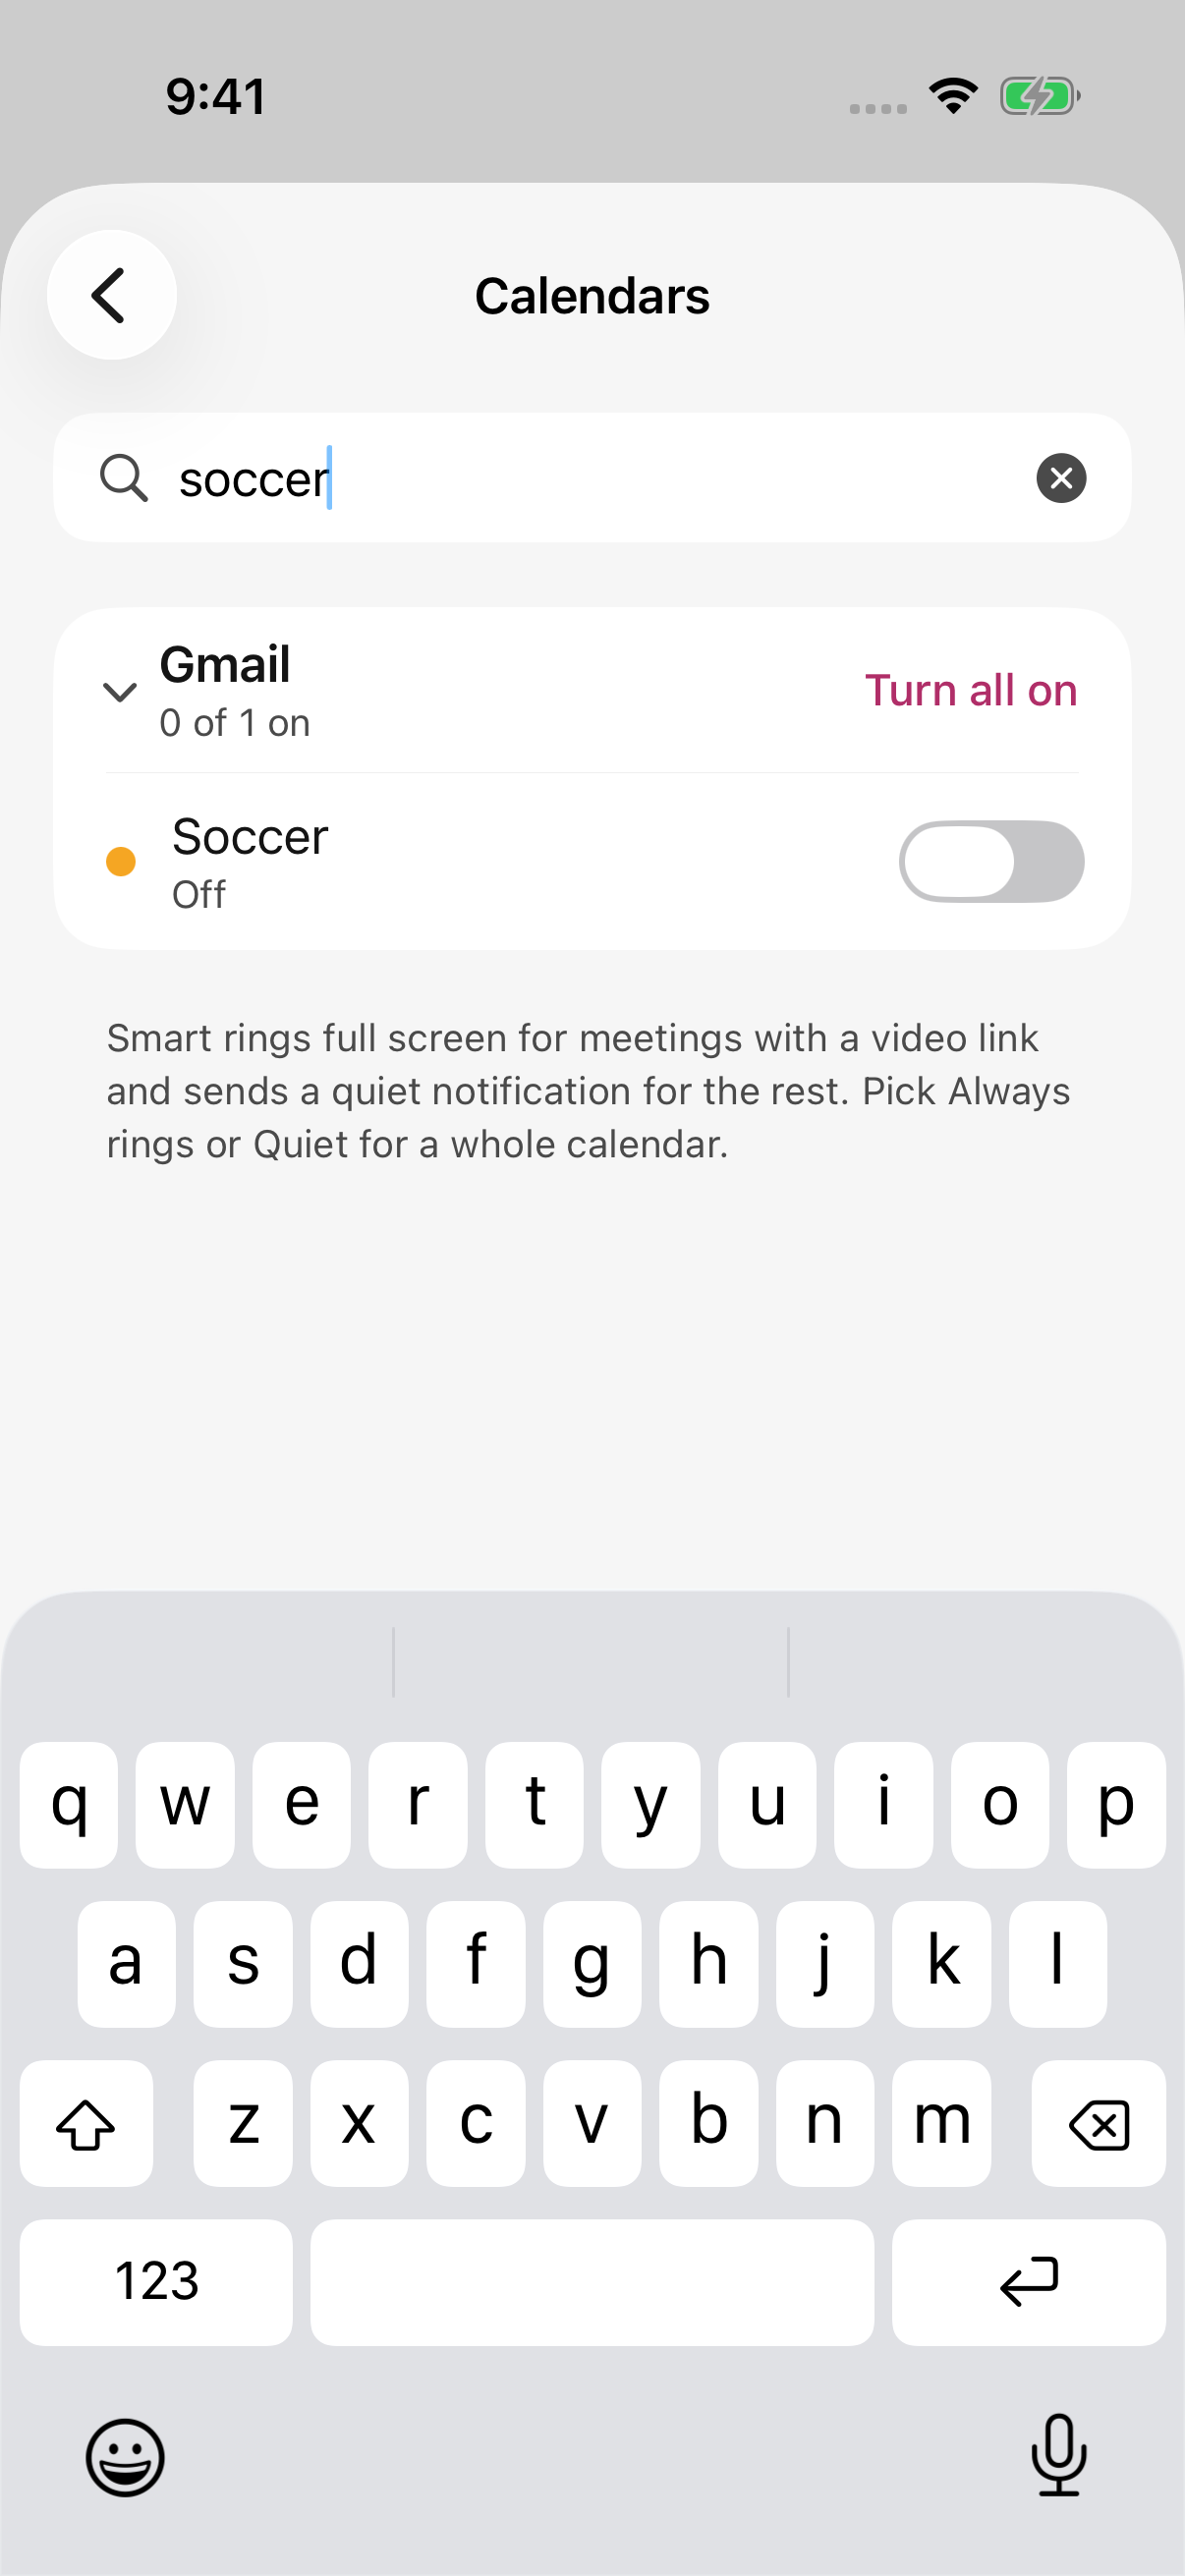 9:41
Calendars
soccer
Gmail
0 of 1 on
Turn all on
Soccer
Off
Smart rings full screen for meetings with a video link
and sends a quiet notification for the rest. Pick Always
rings or Quiet for a whole calendar.
q w e r t y u i o p
a s d f g h j k l
z x c v b n m
123